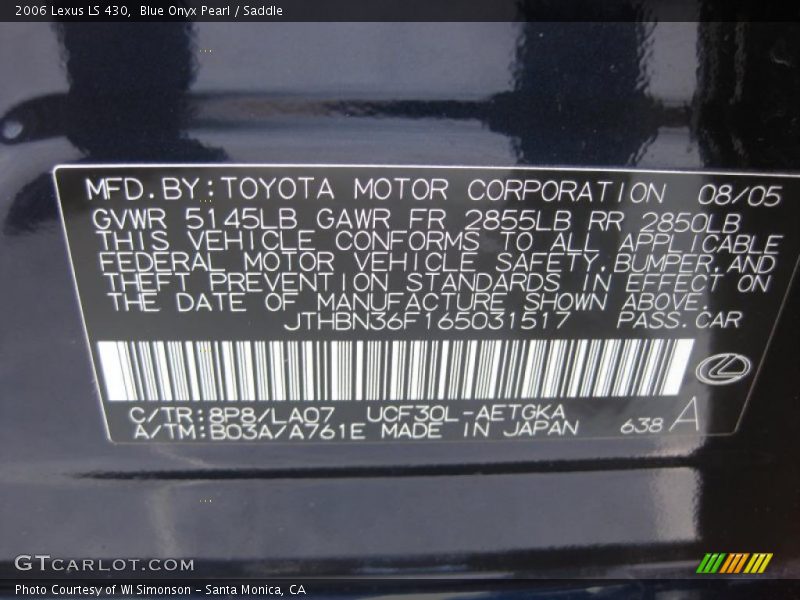 2006 Lexus LS 430, Blue Onyx Pearl / Saddle
MFD.BY:TOYOTA MOTOR CORPORATION 08/05
GVWR 5145LB GAWR FR 2855LB RR 2850LB
THIS VEHICLE CONFORMS TO ALL APPLICABLE
FEDERAL MOTOR VEHICLE SAFETY,BUMPER,AND
THEFT PREVENTION STANDARDS IN EFFECT ON
THE DATE OF MANUFACTURE SHOWN ABOVE.
JTHBN36F165031517 PASS.CAR
C/TR:8P8/LA07 UCF30L-AETGKA
A/TM:B03A/A761E MADE IN JAPAN 638 A
GTCARLOT.COM
Photo Courtesy of WI Simonson - Santa Monica, CA